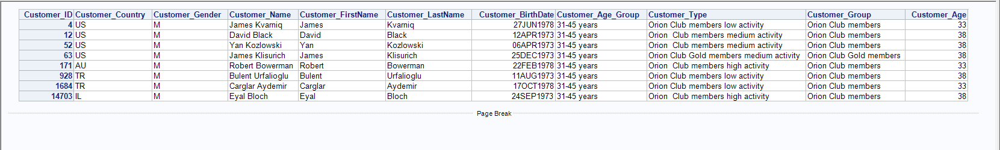 Customer_ID Customer_Country Customer_Gender Customer_Name Customer_FirstName Customer_LastName Customer_BirthDate Customer_Age_Group Customer_Type Customer_Group Customer_Age
4 US M James Kvarniq James Kvarniq 27JUN1978 31-45 years Orion Club members low activity Orion Club members 33
12 US M David Black David Black 12APR1973 31-45 years Orion  Club members medium activity Orion Club members 38
52 US M Yan Kozlowski Yan Kozlowski 06APR1973 31-45 years Orion  Club members medium activity Orion Club members 38
63 US M James Klisurich James Klisurich 25DEC1973 31-45 years Orion Club Gold members medium activity Orion Club Gold members 38
171 AU M Robert Bowerman Robert Bowerman 22FEB1978 31-45 years Orion  Club members high activity Orion Club members 33
928 TR M Bulent Urfalioglu Bulent Urfalioglu 11AUG1973 31-45 years Orion Club members low activity Orion Club members 38
1684 TR M Carglar Aydemir Carglar Aydemir 17OCT1978 31-45 years Orion Club members low activity Orion Club members 33
14703 IL M Eyal Bloch Eyal Bloch 24SEP1973 31-45 years Orion  Club members high activity Orion Club members 38
Page Break